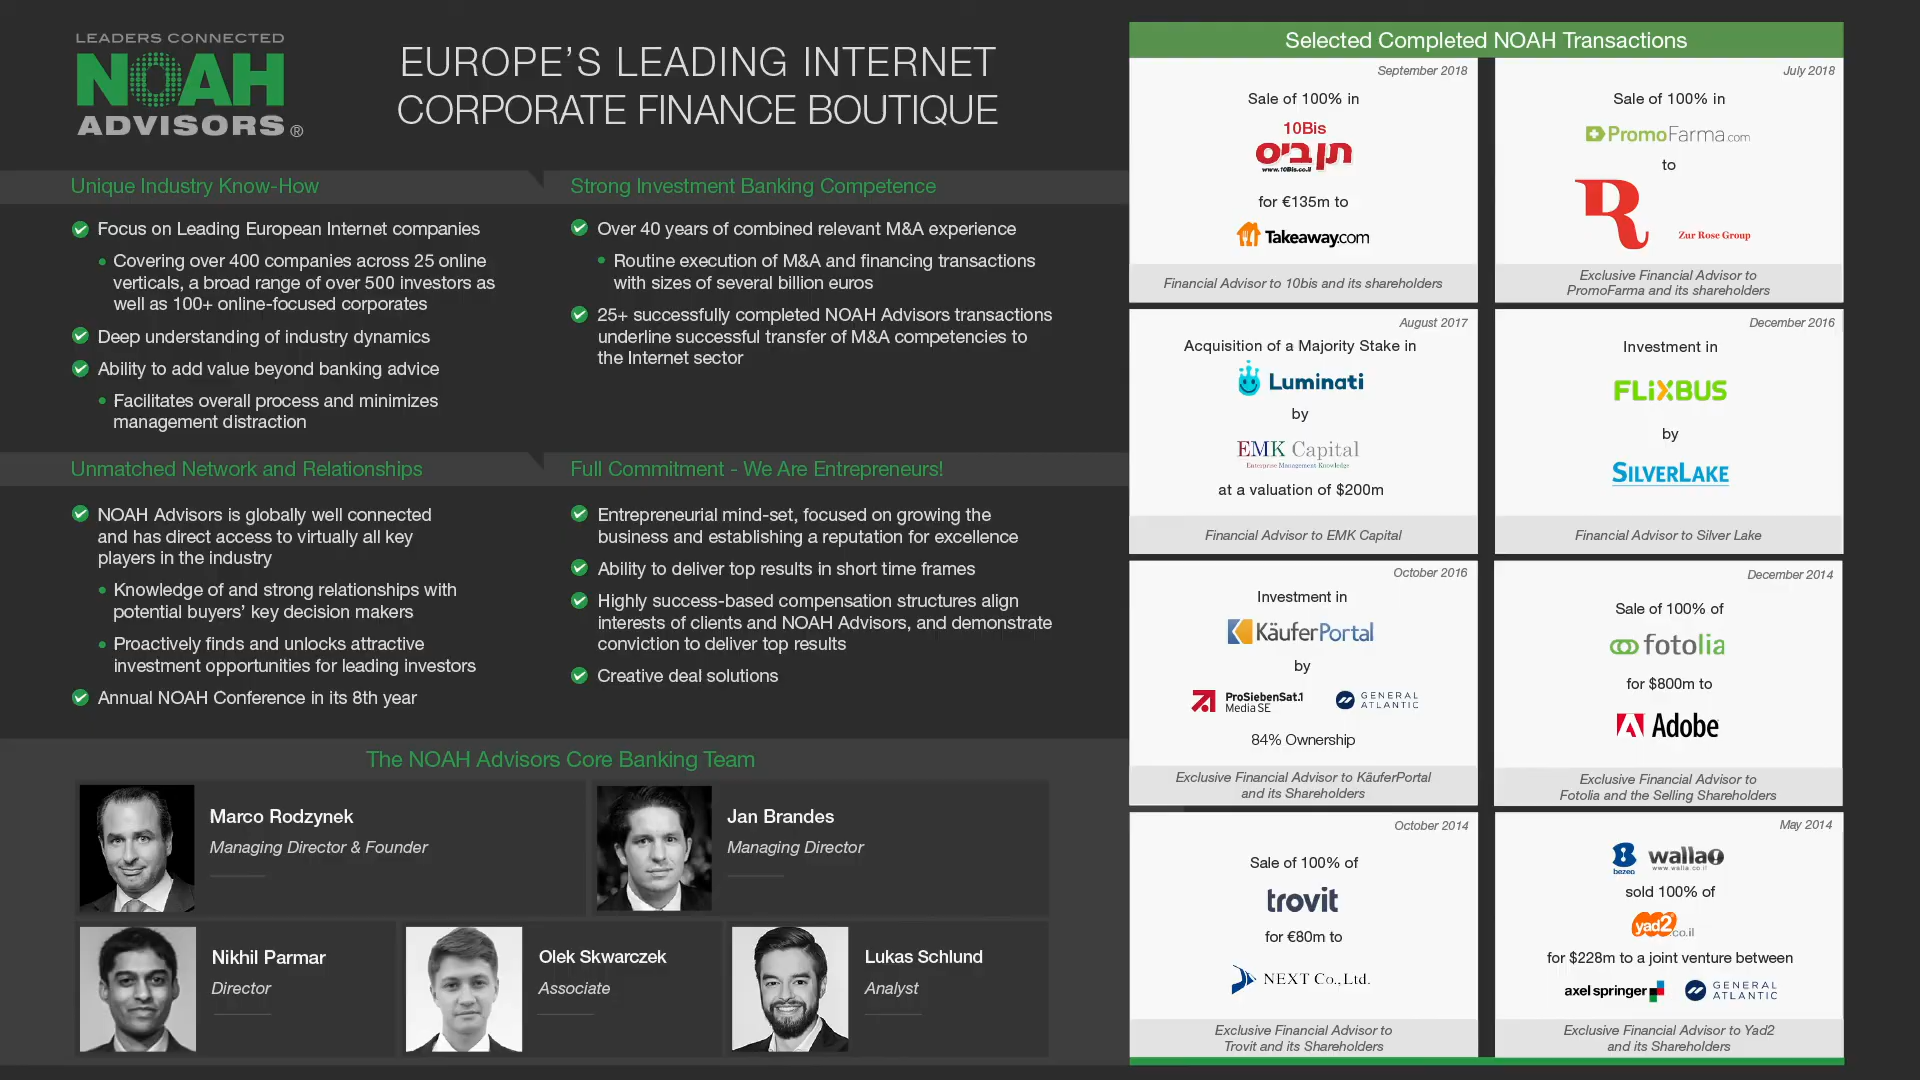 LEADERS CONNECTED
NOAH
ADVISORS ®
EUROPE’S LEADING INTERNET
CORPORATE FINANCE BOUTIQUE
Unique Industry Know-How
Focus on Leading European Internet companies
Covering over 400 companies across 25 online
verticals, a broad range of over 500 investors as
well as 100+ online-focused corporates
Deep understanding of industry dynamics
Ability to add value beyond banking advice
Facilitates overall process and minimizes
management distraction
Strong Investment Banking Competence
Over 40 years of combined relevant M&A experience
Routine execution of M&A and financing transactions
with sizes of several billion euros
25+ successfully completed NOAH Advisors transactions
underline successful transfer of M&A competencies to
the Internet sector
Unmatched Network and Relationships
NOAH Advisors is globally well connected
and has direct access to virtually all key
players in the industry
Knowledge of and strong relationships with
potential buyers’ key decision makers
Proactively finds and unlocks attractive
investment opportunities for leading investors
Annual NOAH Conference in its 8th year
Full Commitment - We Are Entrepreneurs!
Entrepreneurial mind-set, focused on growing the
business and establishing a reputation for excellence
Ability to deliver top results in short time frames
Highly success-based compensation structures align
interests of clients and NOAH Advisors, and demonstrate
conviction to deliver top results
Creative deal solutions
The NOAH Advisors Core Banking Team
Marco Rodzynek
Managing Director & Founder
Jan Brandes
Managing Director
Nikhil Parmar
Director
Olek Skwarczek
Associate
Lukas Schlund
Analyst
Selected Completed NOAH Transactions
September 2018
Sale of 100% in
10Bis
תן ביס
www.10Bis.co.il
for €135m to
Takeaway.com
Financial Advisor to 10bis and its shareholders
July 2018
Sale of 100% in
PromoFarma.com
to
R
Zur Rose Group
Exclusive Financial Advisor to
PromoFarma and its shareholders
August 2017
Acquisition of a Majority Stake in
Luminati
by
EMK Capital
Enterprise Management Knowledge
at a valuation of $200m
Financial Advisor to EMK Capital
December 2016
Investment in
FLiXBUS
by
SILVERLAKE
Financial Advisor to Silver Lake
October 2016
Investment in
KäuferPortal
by
ProSiebenSat.1
Media SE
GENERAL
ATLANTIC
84% Ownership
Exclusive Financial Advisor to KäuferPortal
and its Shareholders
December 2014
Sale of 100% of
fotolia
for $800m to
Adobe
Exclusive Financial Advisor to
Fotolia and the Selling Shareholders
October 2014
Sale of 100% of
trovit
for €80m to
NEXT Co., Ltd.
Exclusive Financial Advisor to
Trovit and its Shareholders
May 2014
bezeq
walla!
www.walla.co.il
sold 100% of
yad2.co.il
for $228m to a joint venture between
axel springer
GENERAL
ATLANTIC
Exclusive Financial Advisor to Yad2
and its Shareholders